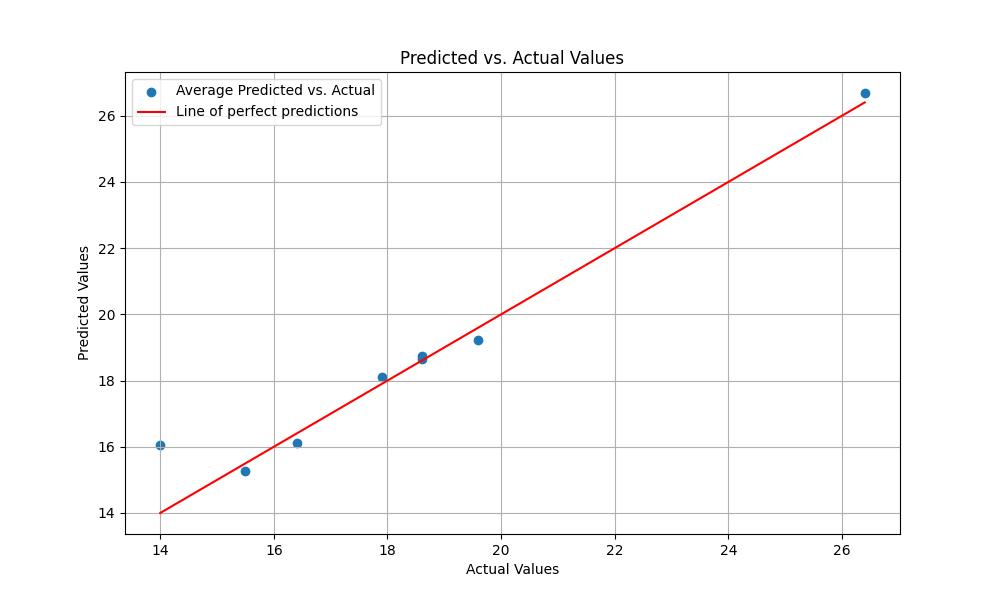 Predicted vs. Actual Values
Average Predicted vs. Actual
Line of perfect predictions
26
24
22
20
18
16
14
Predicted Values
14 16 18 20 22 24 26
Actual Values